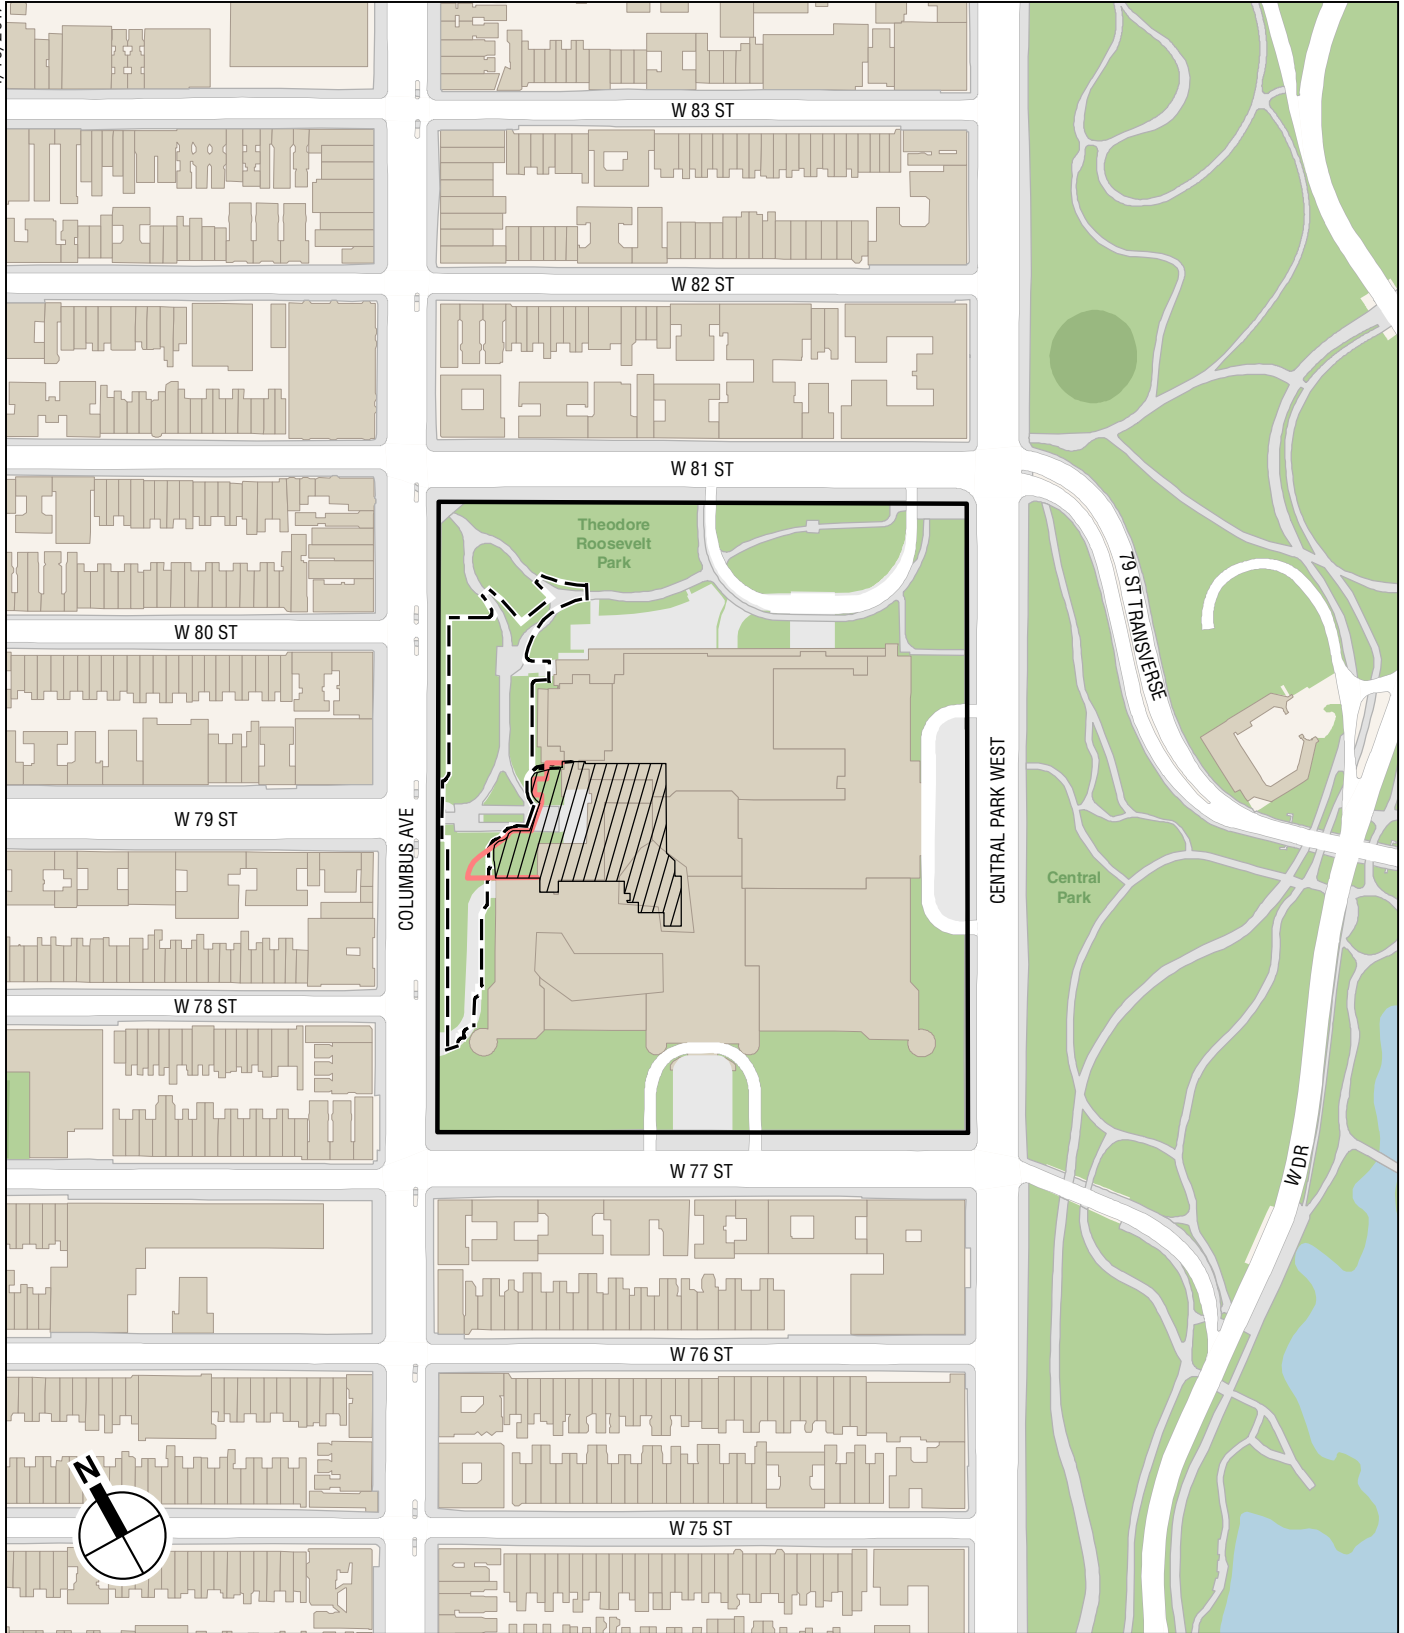 W 83 ST
W 82 ST
W 81 ST
Theodore
Roosevelt
Park
79 ST TRANSVERSE
W 80 ST
CENTRAL PARK WEST
COLUMBUS AVE
W 79 ST
Central
Park
W 78 ST
W DR
W 77 ST
W 76 ST
N
W 75 ST